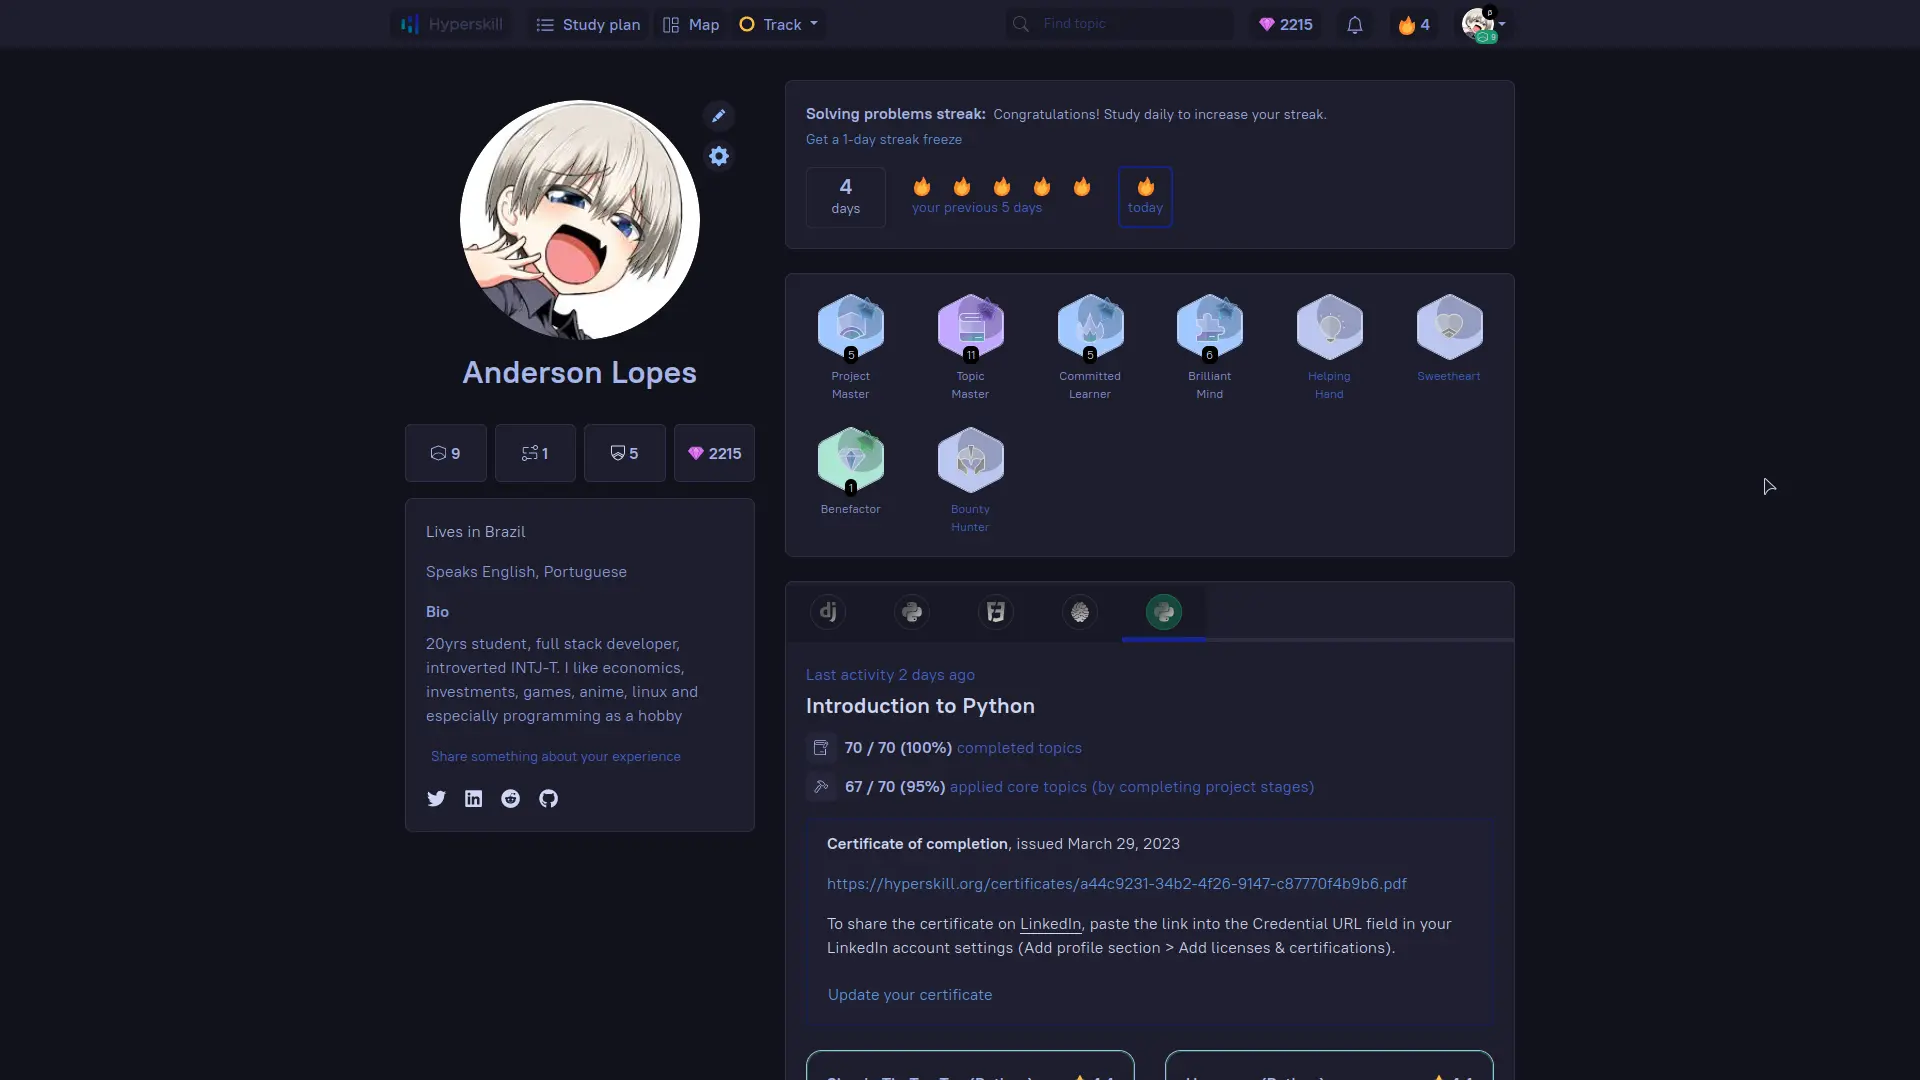 Hyperskill
Study plan
Map
Track
Find topic
2215
4
β
9
Anderson Lopes
9
1
5
2215
Lives in Brazil
Speaks English, Portuguese
Bio
20yrs student, full stack developer,
introverted INTJ-T. I like economics,
investments, games, anime, linux and
especially programming as a hobby
Share something about your experience
Solving problems streak: Congratulations! Study daily to increase your streak.
Get a 1-day streak freeze
4
days
your previous 5 days
today
5
Project
Master
11
Topic
Master
5
Committed
Learner
6
Brilliant
Mind
Helping
Hand
Sweetheart
1
Benefactor
Bounty
Hunter
dj
Last activity 2 days ago
Introduction to Python
70 / 70 (100%) completed topics
67 / 70 (95%) applied core topics (by completing project stages)
Certificate of completion, issued March 29, 2023
https://hyperskill.org/certificates/a44c9231-34b2-4f26-9147-c87770f4b9b6.pdf
To share the certificate on LinkedIn, paste the link into the Credential URL field in your
LinkedIn account settings (Add profile section > Add licenses & certifications).
Update your certificate